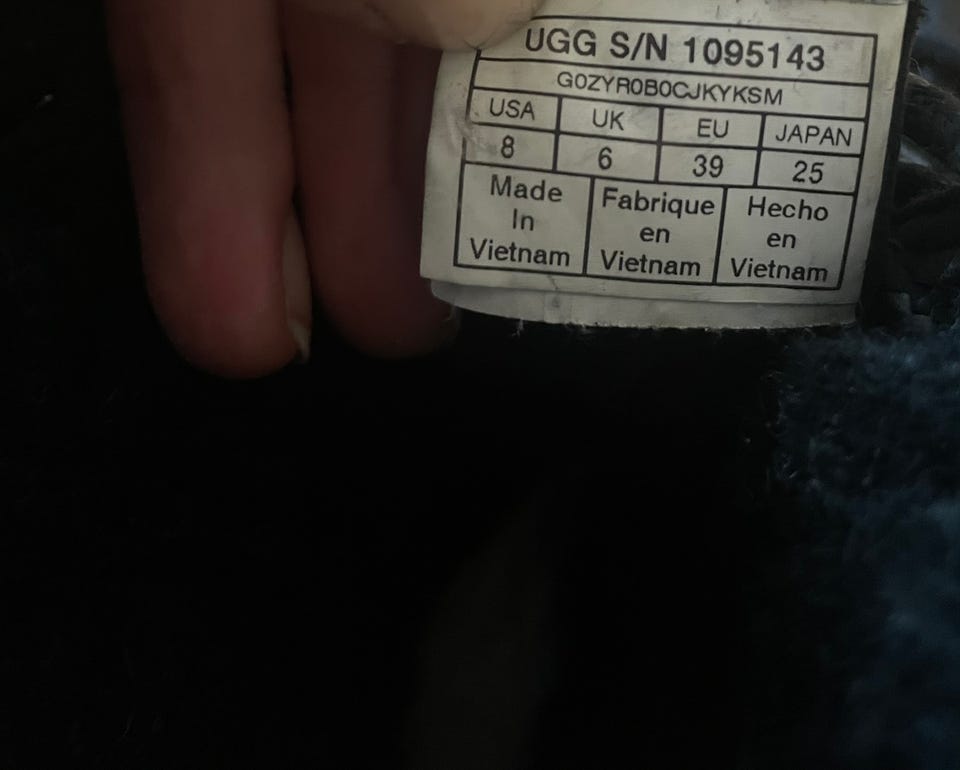 UGG S/N 1095143
G0ZYR0B0CJKYKSM
USA UK EU JAPAN
8 6 39 25
Made In Vietnam
Fabrique en Vietnam
Hecho en Vietnam